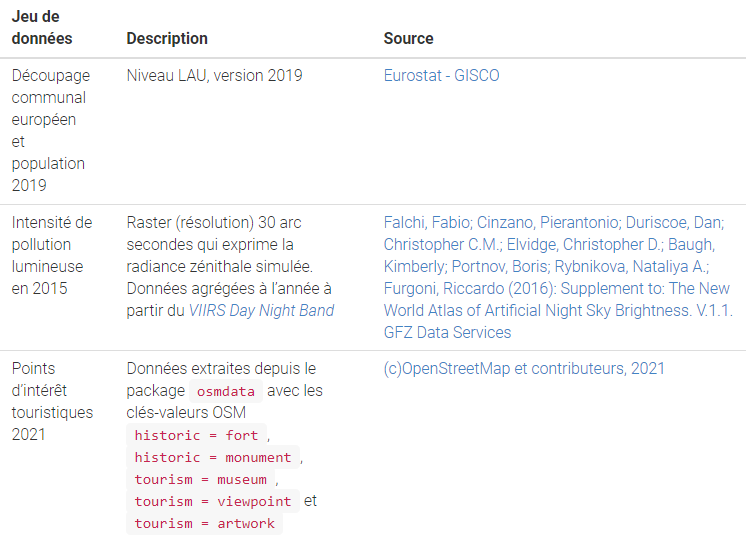 Jeu de
données
Description
Source
Découpage
communal
européen
et
population
2019
Niveau LAU, version 2019
Eurostat - GISCO
Intensité de
pollution
lumineuse
en 2015
Raster (résolution) 30 arc
secondes qui exprime la
radiance zénithale simulée.
Données agrégées à l’année à
partir du VIIRS Day Night Band
Falchi, Fabio; Cinzano, Pierantonio; Duriscoe, Dan;
Christopher C.M.; Elvidge, Christopher D.; Baugh,
Kimberly; Portnov, Boris; Rybnikova, Nataliya A.;
Furgoni, Riccardo (2016): Supplement to: The New
World Atlas of Artificial Night Sky Brightness. V.1.1.
GFZ Data Services
Points
d’intérêt
touristiques
2021
Données extraites depuis le
package osmdata avec les
clés-valeurs OSM
historic = fort ,
historic = monument ,
tourism = museum ,
tourism = viewpoint et
tourism = artwork
(c)OpenStreetMap et contributeurs, 2021